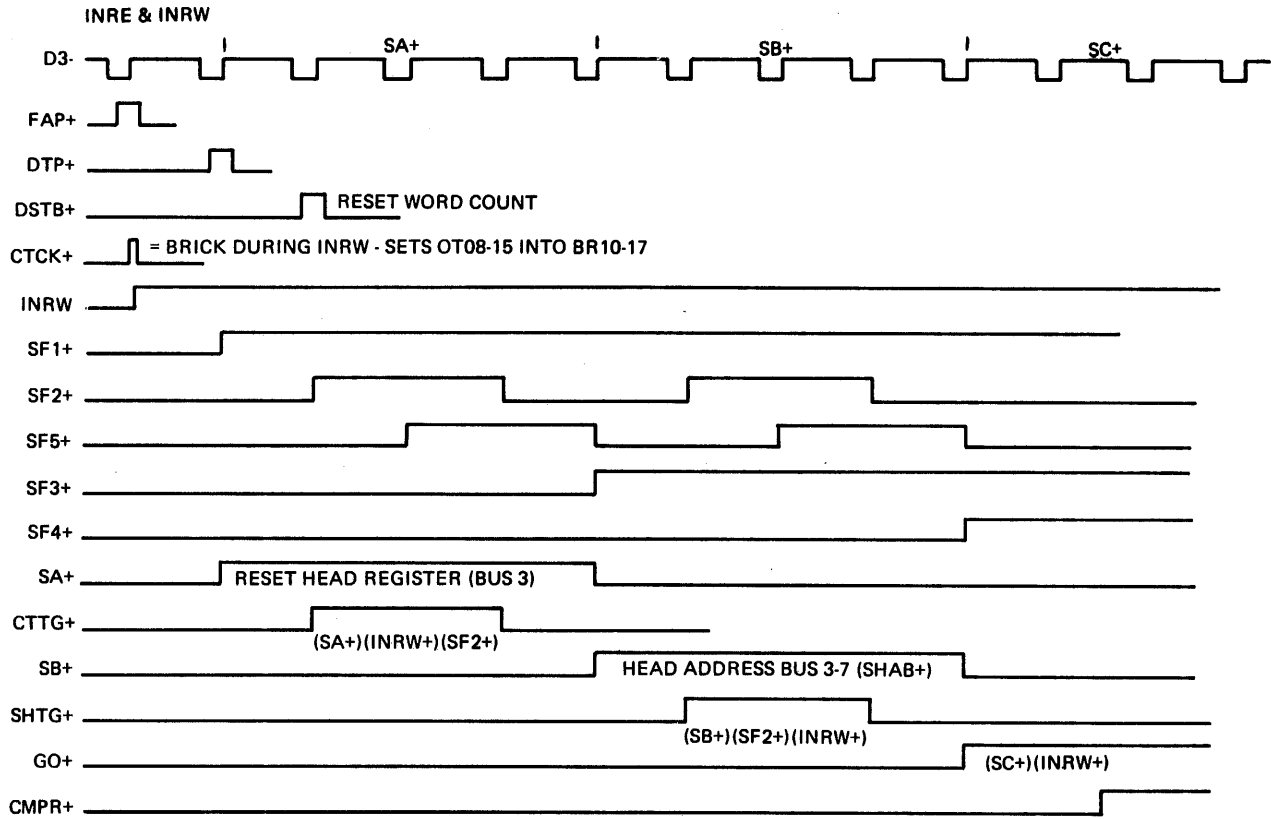 INRE & INRW
SA+
SB+
SC+
D3-
FAP+
DTP+
DSTB+ RESET WORD COUNT
CTCK+ = BRICK DURING INRW - SETS OT08-15 INTO BR10-17
INRW
SF1+
SF2+
SF5+
SF3+
SF4+
SA+ RESET HEAD REGISTER (BUS 3)
CTTG+
(SA+)(INRW+)(SF2+)
SB+ HEAD ADDRESS BUS 3-7 (SHAB+)
SHTG+
(SB+)(SF2+)(INRW+)
GO+ (SC+)(INRW+)
CMPR+